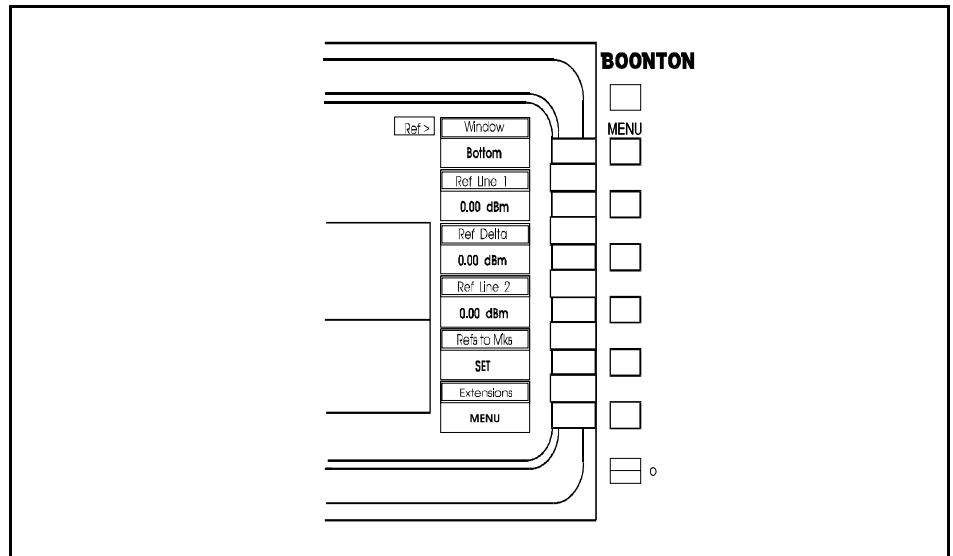 BOONTON
Ref >
Window
Bottom
MENU
Ref Line 1
0.00 dBm
Ref Delta
0.00 dBm
Ref Line 2
0.00 dBm
Refs to Mks
SET
Extensions
MENU
O